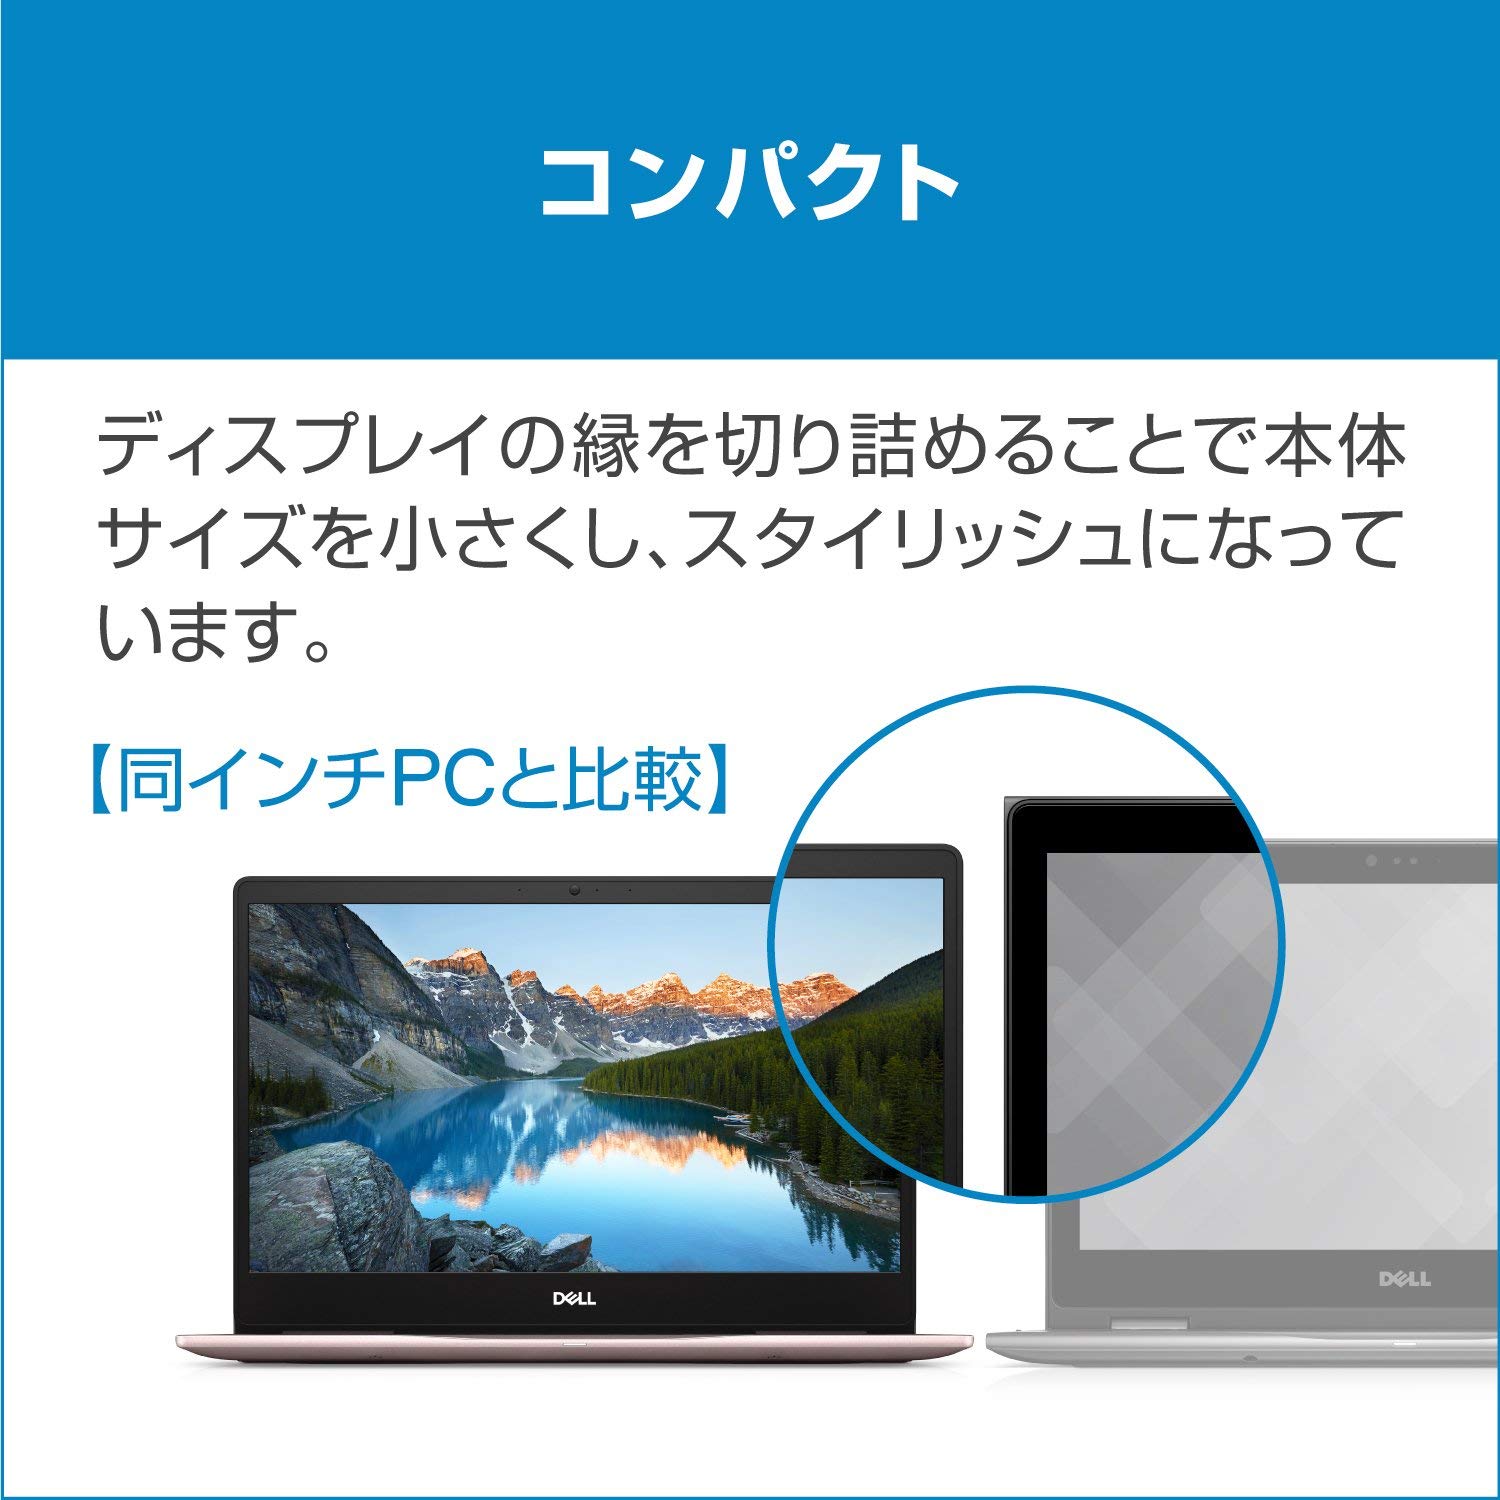 コンパクト
ディスプレイの縁を切り詰めることで本体
サイズを小さくし、スタイリッシュになって
います。
【同インチPCと比較】
DELL
DELL